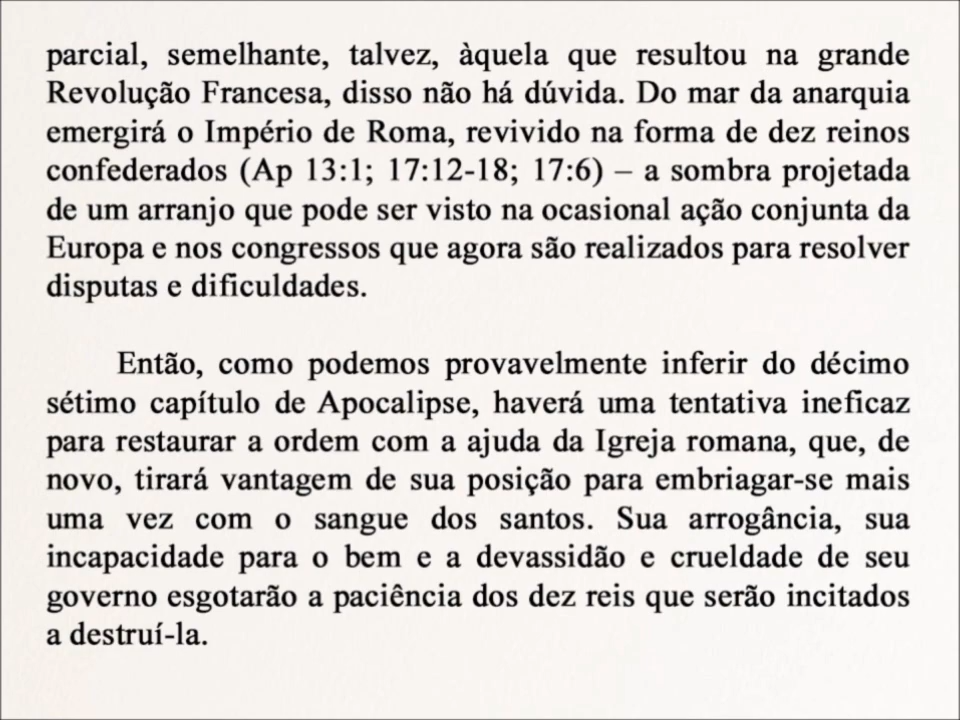 parcial, semelhante, talvez, àquela que resultou na grande
Revolução Francesa, disso não há dúvida. Do mar da anarquia
emergirá o Império de Roma, revivido na forma de dez reinos
confederados (Ap 13:1; 17:12-18; 17:6) – a sombra projetada
de um arranjo que pode ser visto na ocasional ação conjunta da
Europa e nos congressos que agora são realizados para resolver
disputas e dificuldades.
Então, como podemos provavelmente inferir do décimo
sétimo capítulo de Apocalipse, haverá uma tentativa ineficaz
para restaurar a ordem com a ajuda da Igreja romana, que, de
novo, tirará vantagem de sua posição para embriagar-se mais
uma vez com o sangue dos santos. Sua arrogância, sua
incapacidade para o bem e a devassidão e crueldade de seu
governo esgotarão a paciência dos dez reis que serão incitados
a destruí-la.